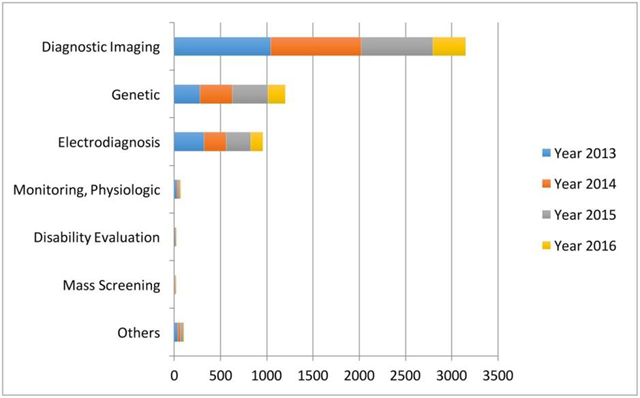 Diagnostic Imaging
Genetic
Electrodiagnosis
Monitoring, Physiologic
Disability Evaluation
Mass Screening
Others
0 500 1000 1500 2000 2500 3000 3500
Year 2013
Year 2014
Year 2015
Year 2016